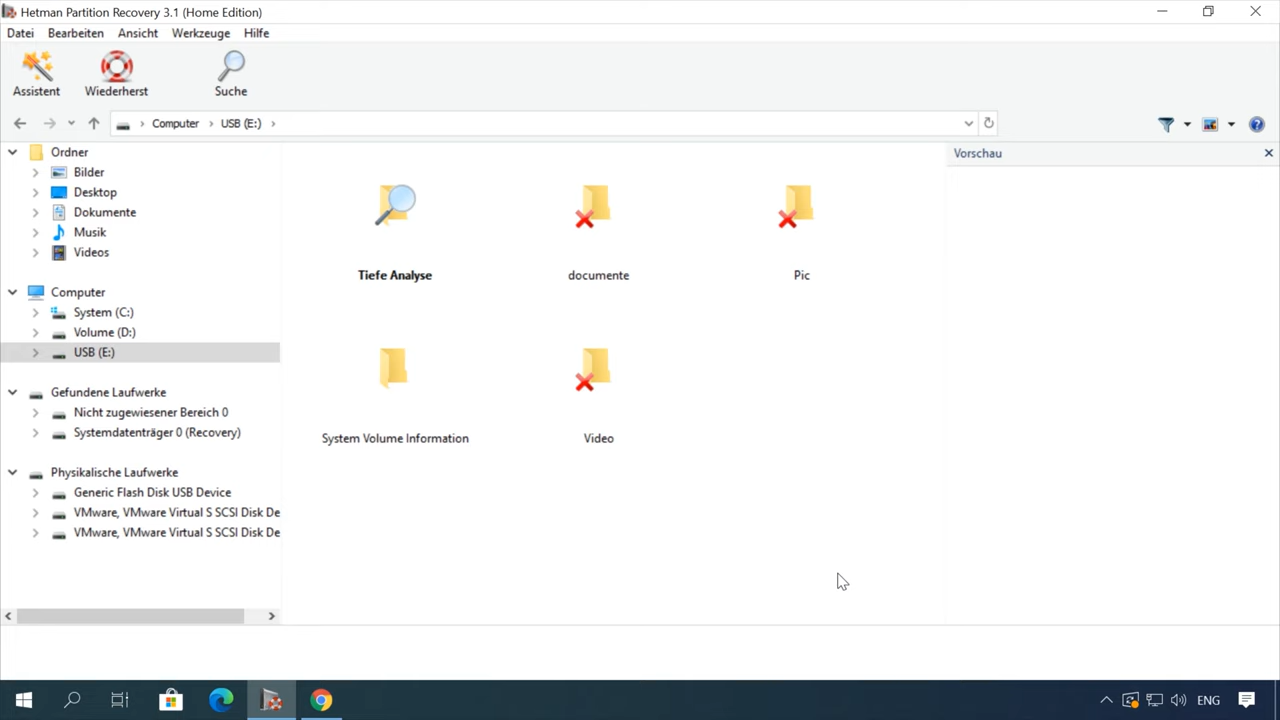 Hetman Partition Recovery 3.1 (Home Edition)
Datei Bearbeiten Ansicht Werkzeuge Hilfe
Assistent Wiederherst Suche
Computer USB (E:)
Ordner
Bilder
Desktop
Dokumente
Musik
Videos
Computer
System (C:)
Volume (D:)
USB (E:)
Gefundene Laufwerke
Nicht zugewiesener Bereich 0
Systemdatenträger 0 (Recovery)
Physikalische Laufwerke
Generic Flash Disk USB Device
VMware, VMware Virtual S SCSI Disk De
VMware, VMware Virtual S SCSI Disk De
Tiefe Analyse
documente
Pic
System Volume Information
Video
Vorschau
ENG